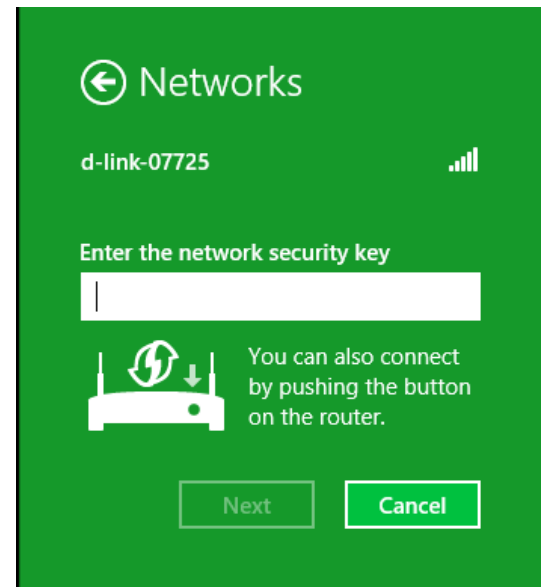 Networks
d-link-07725
Enter the network security key
You can also connect
by pushing the button
on the router.
Next
Cancel